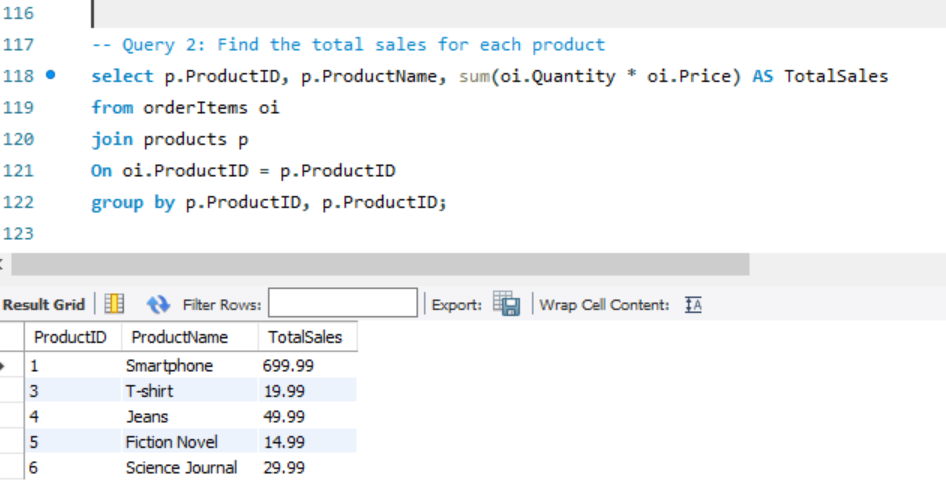 116
117 -- Query 2: Find the total sales for each product
118 select p.ProductID, p.ProductName, sum(oi.Quantity * oi.Price) AS TotalSales
119 from orderItems oi
120 join products p
121 On oi.ProductID = p.ProductID
122 group by p.ProductID, p.ProductID;
123
Result Grid Filter Rows: Export: Wrap Cell Content: IA
ProductID ProductName TotalSales
1 Smartphone 699.99
3 T-shirt 19.99
4 Jeans 49.99
5 Fiction Novel 14.99
6 Science Journal 29.99